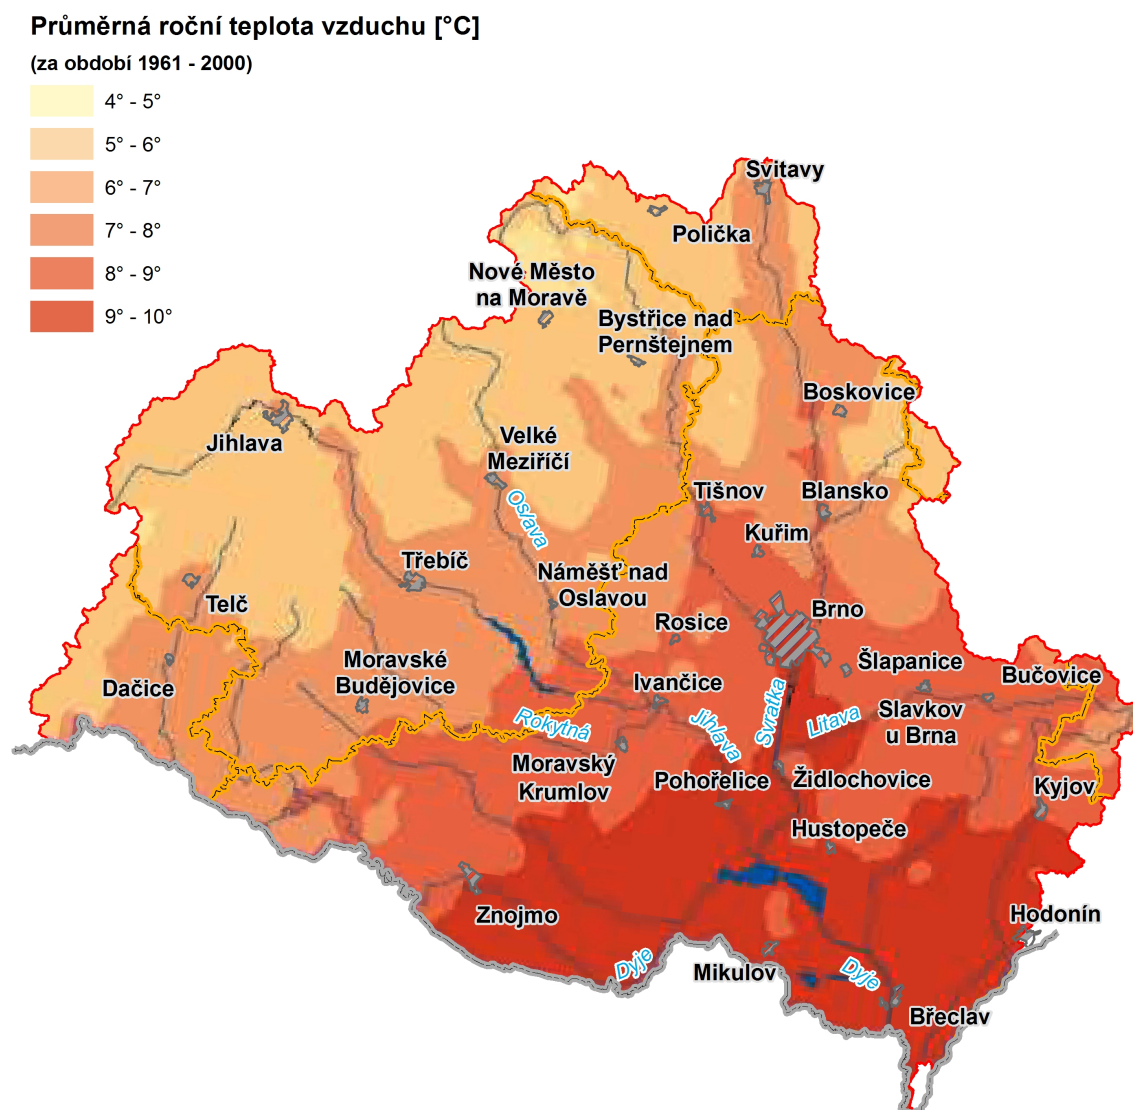 Průměrná roční teplota vzduchu [°C]
(za období 1961 - 2000)
4° - 5°
5° - 6°
6° - 7°
7° - 8°
8° - 9°
9° - 10°
Svitavy
Polička
Nové Město
na Moravě
Bystřice nad
Pernštejnem
Boskovice
Jihlava
Velké
Meziříčí
Oslava
Tišnov
Blansko
Kuřim
Třebíč
Náměšť nad
Oslavou
Telč
Rosice
Brno
Moravské
Budějovice
Dačice
Ivančice
Šlapanice
Bučovice
Slavkov
u Brna
Rokytná
Jihlava
Svratka
Litava
Moravský
Krumlov
Pohořelice
Židlochovice
Kyjov
Hustopeče
Znojmo
Hodonín
Dyje
Mikulov
Dyje
Břeclav